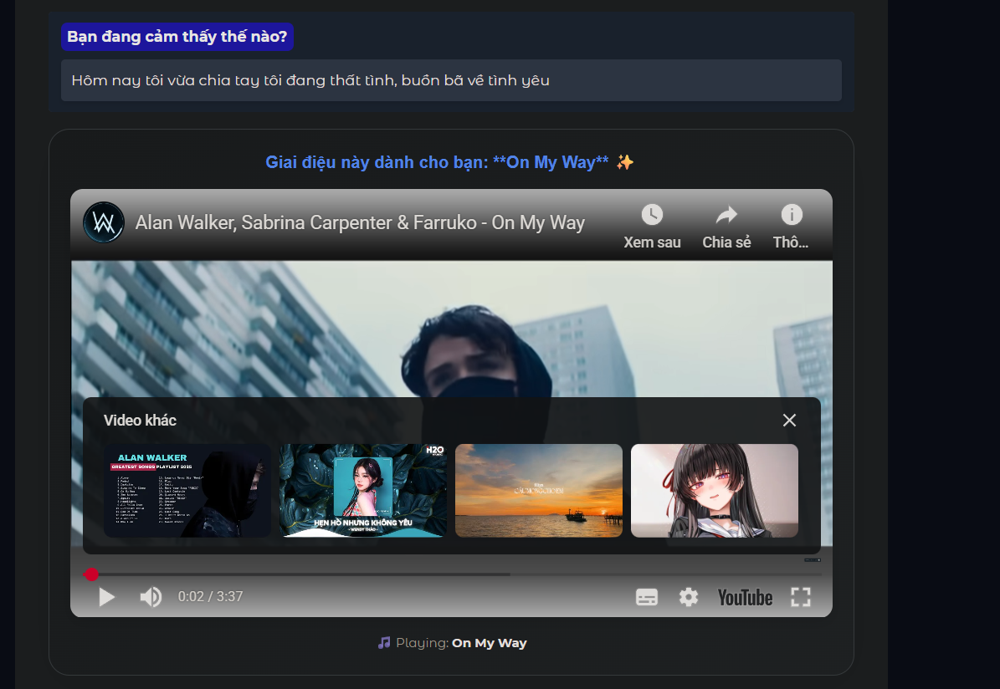 Bạn đang cảm thấy thế nào?
Hôm nay tôi vừa chia tay tôi đang thất tình, buồn bã về tình yêu
Giai điệu này dành cho bạn: **On My Way** ✨
Alan Walker, Sabrina Carpenter & Farruko - On My Way
Xem sau
Chia sẻ
Thô...
Video khác
ALAN WALKER
GREATEST SONGS PLAYLIST 2025
H2O
HẸN HÒ NHƯNG KHÔNG YÊU
- WENDY THẢO -
0:02 / 3:37
YouTube
🎵 Playing: On My Way